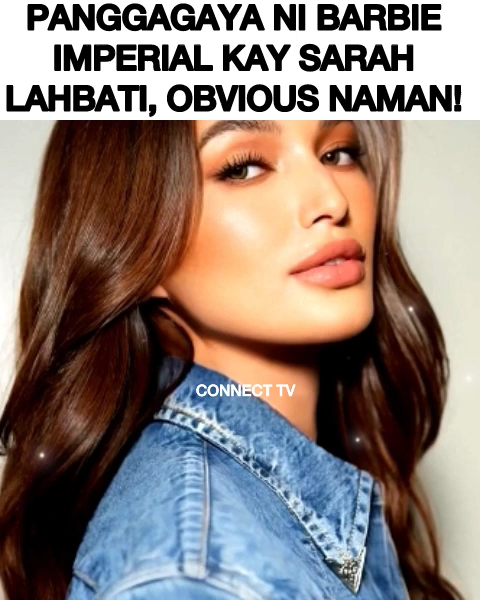 PANGGAGAYA NI BARBIE
IMPERIAL KAY SARAH
LAHBATI, OBVIOUS NAMAN!
CONNECT TV